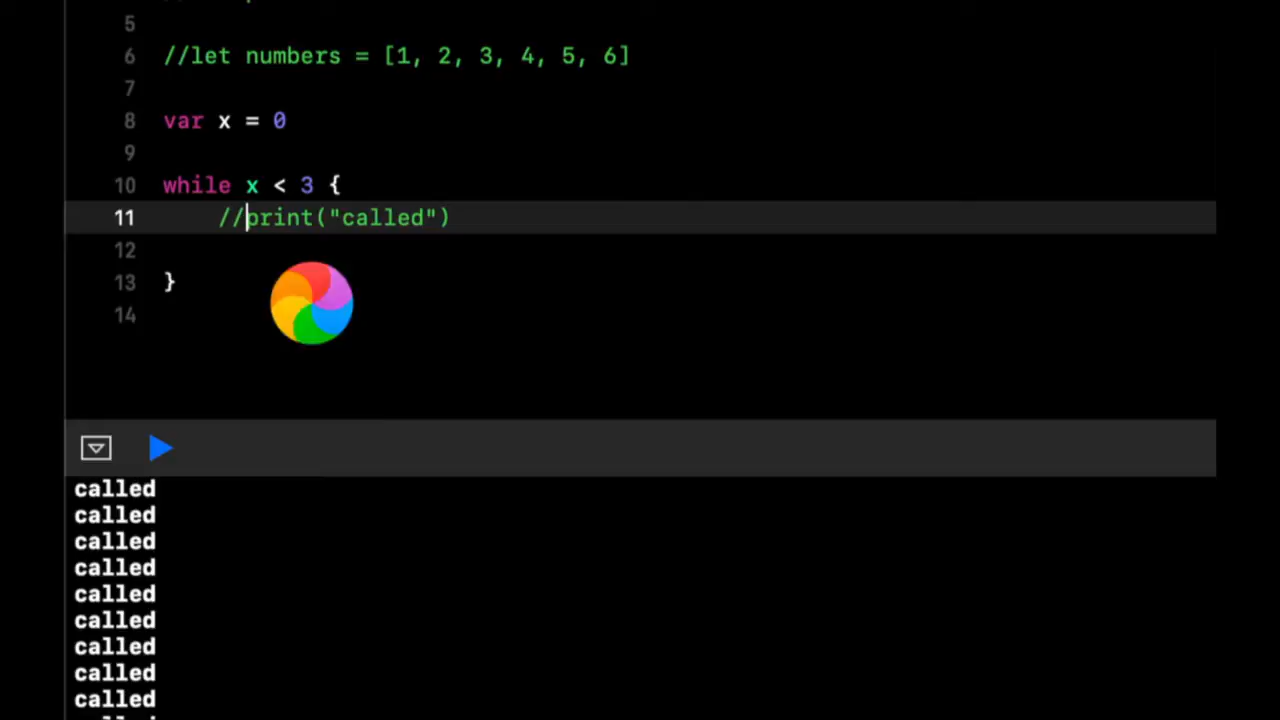 5
6 //let numbers = [1, 2, 3, 4, 5, 6]
7
8 var x = 0
9
10 while x < 3 {
11 //print("called")
12
13 }
14
called
called
called
called
called
called
called
called
called